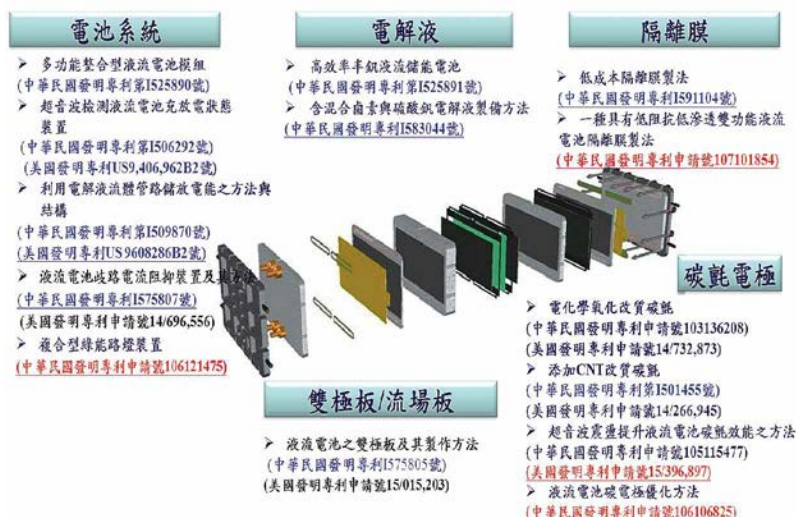 電池系統
➢ 多功能整合型液流電池模組
(中華民國發明專利第I525890號)
➢ 超音波檢測液流電池充放電狀態
裝置
(中華民國發明專利第I506292號)
(美國發明專利US9,406,962B2號)
➢ 利用電解液流體管路儲放電能之方法與
結構
(中華民國發明專利第I509870號)
(美國發明專利US 9608286B2號)
➢ 液流電池歧路電流阻抑裝置及其方法
(中華民國發明專利I575807號)
(美國發明專利申請號14/696,556)
➢ 複合型綠能路燈裝置
(中華民國發明專利申請號106121475)
電解液
➢ 高效率半釩液流儲能電池
(中華民國發明專利第I525891號)
➢ 含混合鹵素與硫酸釩電解液製備方法
(中華民國發明專利I583044號)
隔離膜
➢ 低成本隔離膜製法
(中華民國發明專利I591104號)
➢ 一種具有低阻抗低滲透雙功能液流
電池隔離膜製法
(中華民國發明專利申請號107101854)
雙極板/流場板
➢ 液流電池之雙極板及其製作方法
(中華民國發明專利I575805號)
(美國發明專利申請號15/015,203)
碳氈電極
➢ 電化學氧化改質碳氈
(中華民國發明專利申請號103136208)
(美國發明專利申請號14/732,873)
➢ 添加CNT改質碳氈
(中華民國發明專利第I501455號)
(美國發明專利申請號14/266,945)
➢ 超音波震盪提升液流電池碳氈效能之方法
(中華民國發明專利申請號105115477)
(美國發明專利申請號15/396,897)
➢ 液流電池碳電極優化方法
(中華民國發明專利申請號106106825)